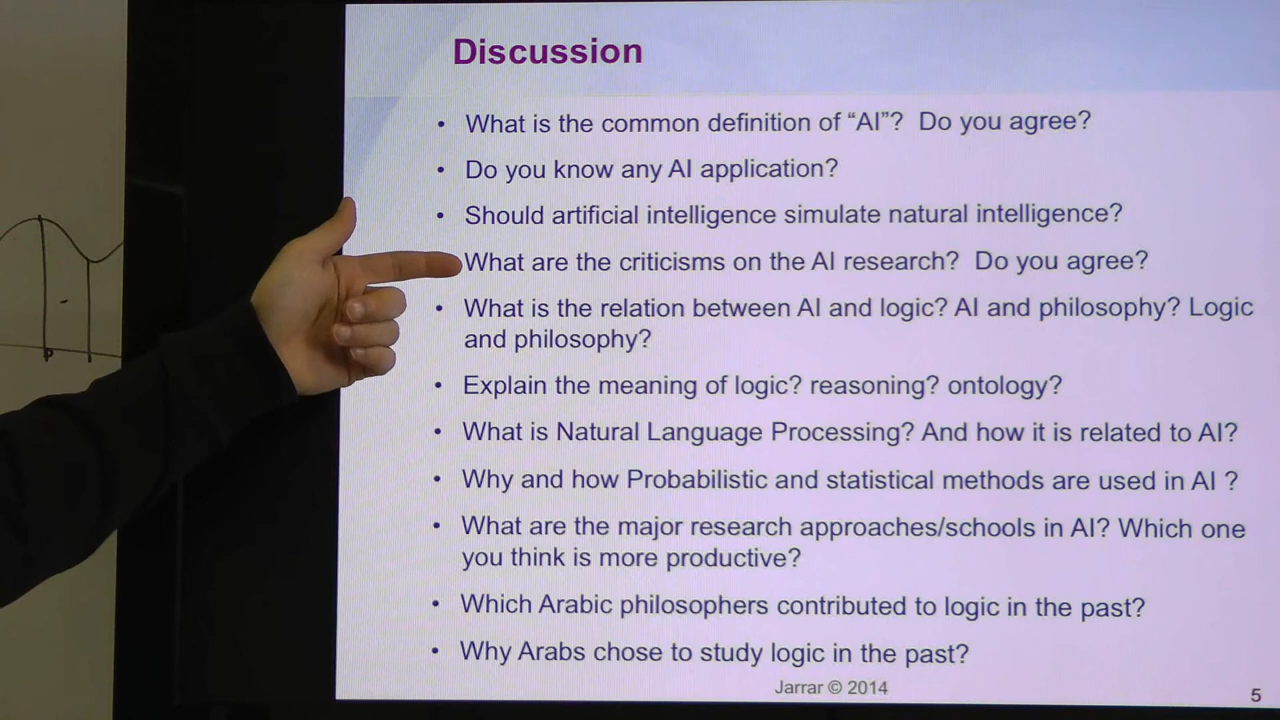 Discussion
• What is the common definition of “AI”? Do you agree?
• Do you know any AI application?
• Should artificial intelligence simulate natural intelligence?
What are the criticisms on the AI research? Do you agree?
• What is the relation between AI and logic? AI and philosophy? Logic
and philosophy?
• Explain the meaning of logic? reasoning? ontology?
• What is Natural Language Processing? And how it is related to AI?
• Why and how Probabilistic and statistical methods are used in AI ?
• What are the major research approaches/schools in AI? Which one
you think is more productive?
• Which Arabic philosophers contributed to logic in the past?
• Why Arabs chose to study logic in the past?
Jarrar © 2014
5